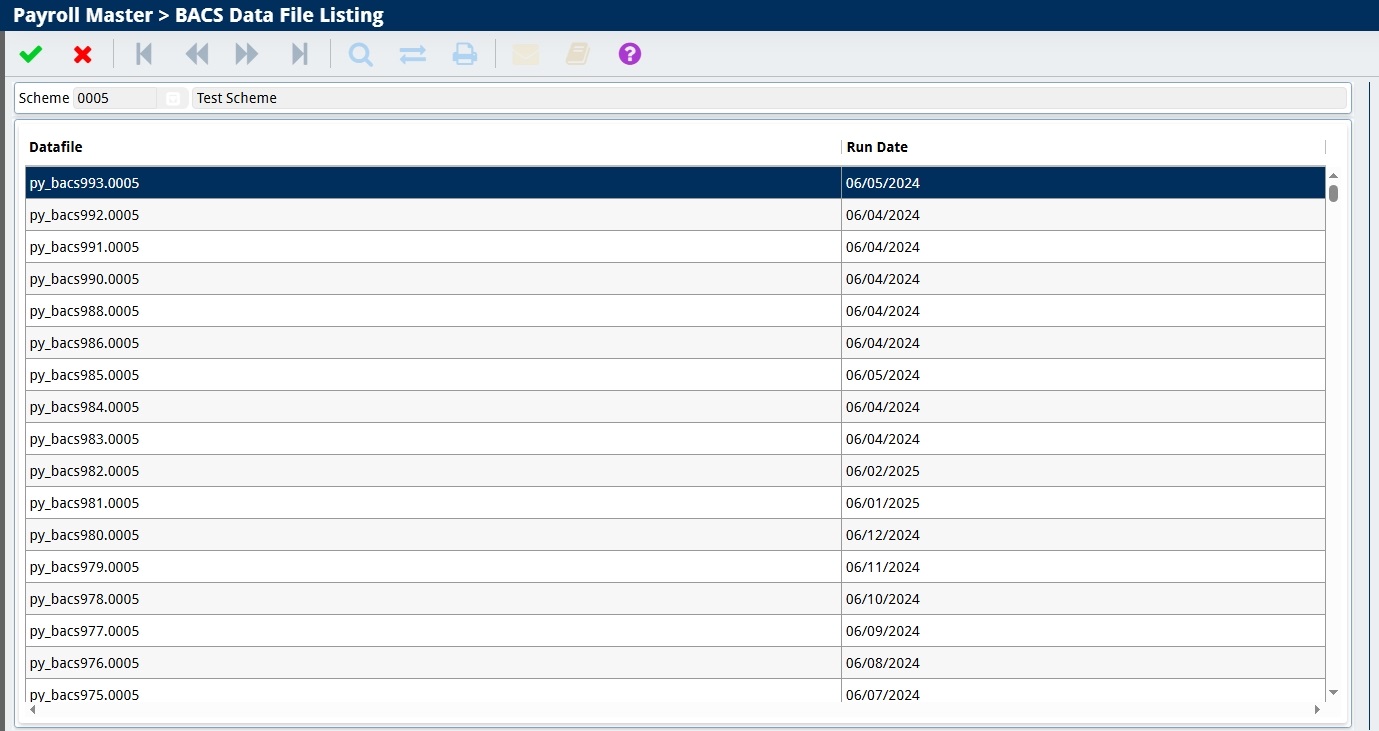 Payroll Master > BACS Data File Listing
?
Scheme 0005 Test Scheme
Datafile Run Date
py_bacs993.0005 06/05/2024
py_bacs992.0005 06/04/2024
py_bacs991.0005 06/04/2024
py_bacs990.0005 06/04/2024
py_bacs988.0005 06/04/2024
py_bacs986.0005 06/04/2024
py_bacs985.0005 06/05/2024
py_bacs984.0005 06/04/2024
py_bacs983.0005 06/04/2024
py_bacs982.0005 06/02/2025
py_bacs981.0005 06/01/2025
py_bacs980.0005 06/12/2024
py_bacs979.0005 06/11/2024
py_bacs978.0005 06/10/2024
py_bacs977.0005 06/09/2024
py_bacs976.0005 06/08/2024
py_bacs975.0005 06/07/2024